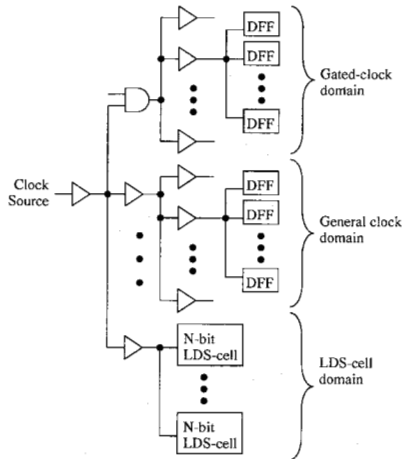 DFF
DFF
DFF
Gated-clock
domain
Clock
Source
DFF
DFF
DFF
General clock
domain
N-bit
LDS-cell
N-bit
LDS-cell
LDS-cell
domain